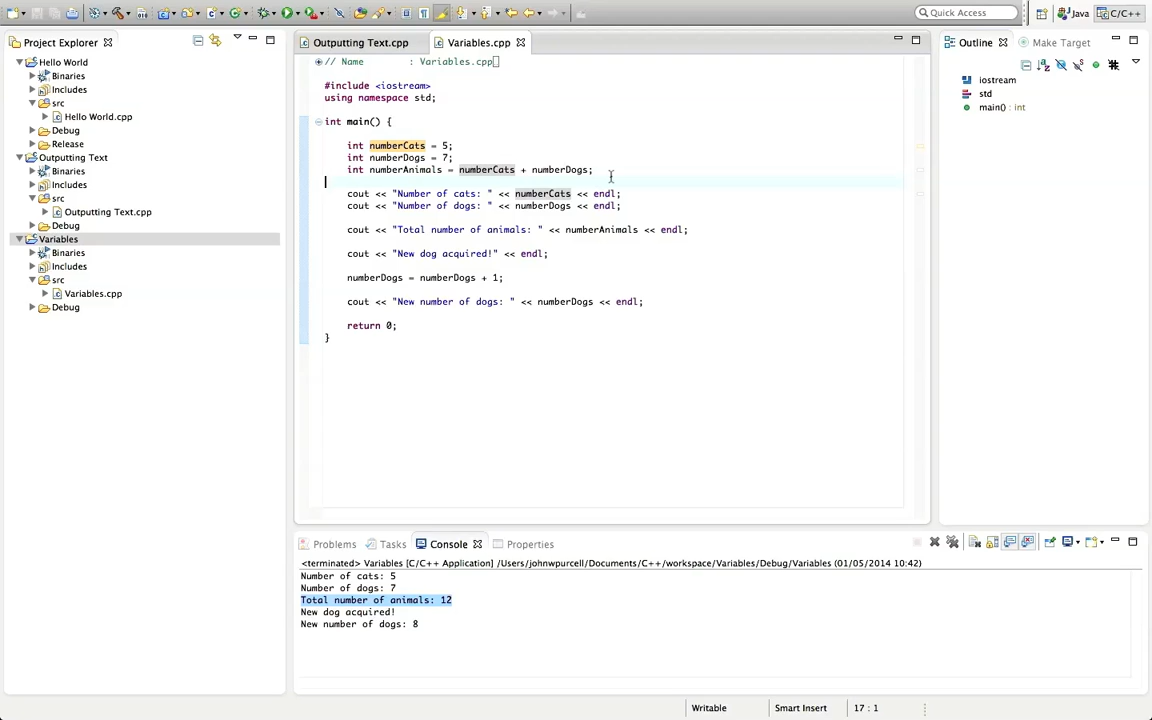 Quick Access
Java
C/C++
Project Explorer
Hello World
Binaries
Includes
src
Hello World.cpp
Debug
Release
Outputting Text
Binaries
Includes
src
Outputting Text.cpp
Debug
Variables
Binaries
Includes
src
Variables.cpp
Debug
Outputting Text.cpp
Variables.cpp
// Name        : Variables.cpp
#include <iostream>
using namespace std;
int main() {
int numberCats = 5;
int numberDogs = 7;
int numberAnimals = numberCats + numberDogs;
cout << "Number of cats: " << numberCats << endl;
cout << "Number of dogs: " << numberDogs << endl;
cout << "Total number of animals: " << numberAnimals << endl;
cout << "New dog acquired!" << endl;
numberDogs = numberDogs + 1;
cout << "New number of dogs: " << numberDogs << endl;
return 0;
}
Outline
Make Target
iostream
std
main() : int
Problems
Tasks
Console
Properties
<terminated> Variables [C/C++ Application] /Users/johnwpurcell/Documents/C++/workspace/Variables/Debug/Variables (01/05/2014 10:42)
Number of cats: 5
Number of dogs: 7
Total number of animals: 12
New dog acquired!
New number of dogs: 8
Writable
Smart Insert
17 : 1